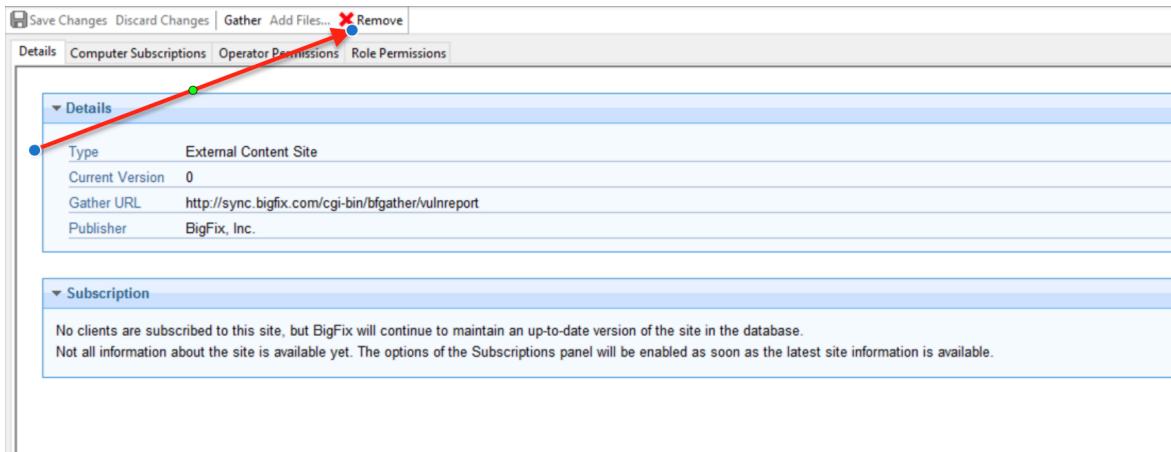 Save Changes Discard Changes Gather Add Files... Remove
Details Computer Subscriptions Operator Permissions Role Permissions
Details
Type External Content Site
Current Version 0
Gather URL http://sync.bigfix.com/cgi-bin/bfgather/vulnreport
Publisher BigFix, Inc.
Subscription
No clients are subscribed to this site, but BigFix will continue to maintain an up-to-date version of the site in the database.
Not all information about the site is available yet. The options of the Subscriptions panel will be enabled as soon as the latest site information is available.